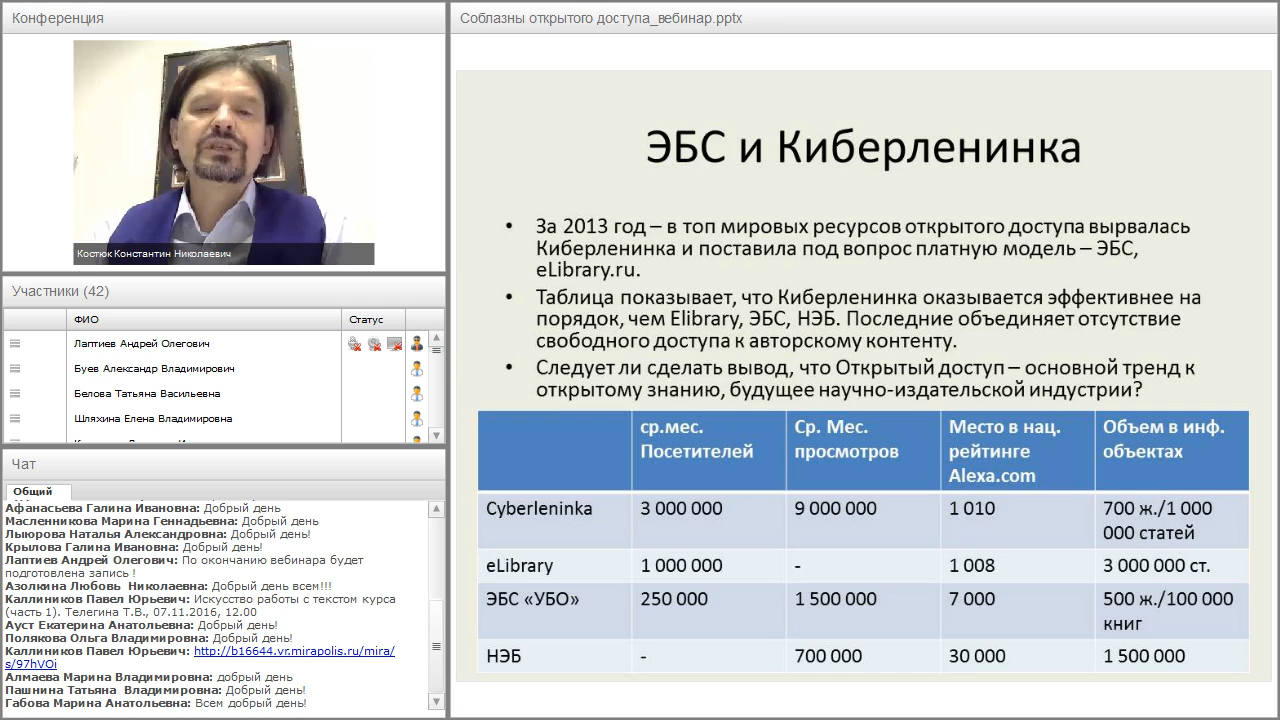 Конференция
Костюк Константин Николаевич
Участники (42)
ФИО
Статус
Лаптиев Андрей Олегович
Буев Александр Владимирович
Белова Татьяна Васильевна
Шляхина Елена Владимировна
Чат
Общий
Афанасьева Галина Ивановна: Добрый день
Масленникова Марина Геннадьевна: Добрый день
Лыюрова Наталья Александровна: Добрый день!
Крылова Галина Ивановна: Добрый день!
Лаптиев Андрей Олегович: По окончанию вебинара будет
подготовлена запись !
Азолкина Любовь Николаевна: Добрый день всем!!!
Каллиников Павел Юрьевич: Искусство работы с текстом курса
(часть 1). Телегина Т.В., 07.11.2016, 12.00
Ауст Екатерина Анатольевна: Добрый день!
Полякова Ольга Владимировна: Добрый день!
Каллиников Павел Юрьевич: http://b16644.vr.mirapolis.ru/mira/
s/97hVOi
Алмаева Марина Владимировна: добрый день
Пашнина Татьяна Владимировна: Добрый день!
Габова Марина Анатольевна: Всем добрый день!
Соблазны открытого доступа_вебинар.pptx
ЭБС и Киберленинка
• За 2013 год – в топ мировых ресурсов открытого доступа вырвалась
Киберленинка и поставила под вопрос платную модель – ЭБС,
eLibrary.ru.
• Таблица показывает, что Киберленинка оказывается эффективнее на
порядок, чем Elibrary, ЭБС, НЭБ. Последние объединяет отсутствие
свободного доступа к авторскому контенту.
• Следует ли сделать вывод, что Открытый доступ – основной тренд к
открытому знанию, будущее научно-издательской индустрии?
ср.мес. Посетителей
Ср. Мес. просмотров
Место в нац. рейтинге Alexa.com
Объем в инф. объектах
Cyberleninka 3 000 000 9 000 000 1 010 700 ж./1 000 000 статей
eLibrary 1 000 000 - 1 008 3 000 000 ст.
ЭБС «УБО» 250 000 1 500 000 7 000 500 ж./100 000 книг
НЭБ - 700 000 30 000 1 500 000